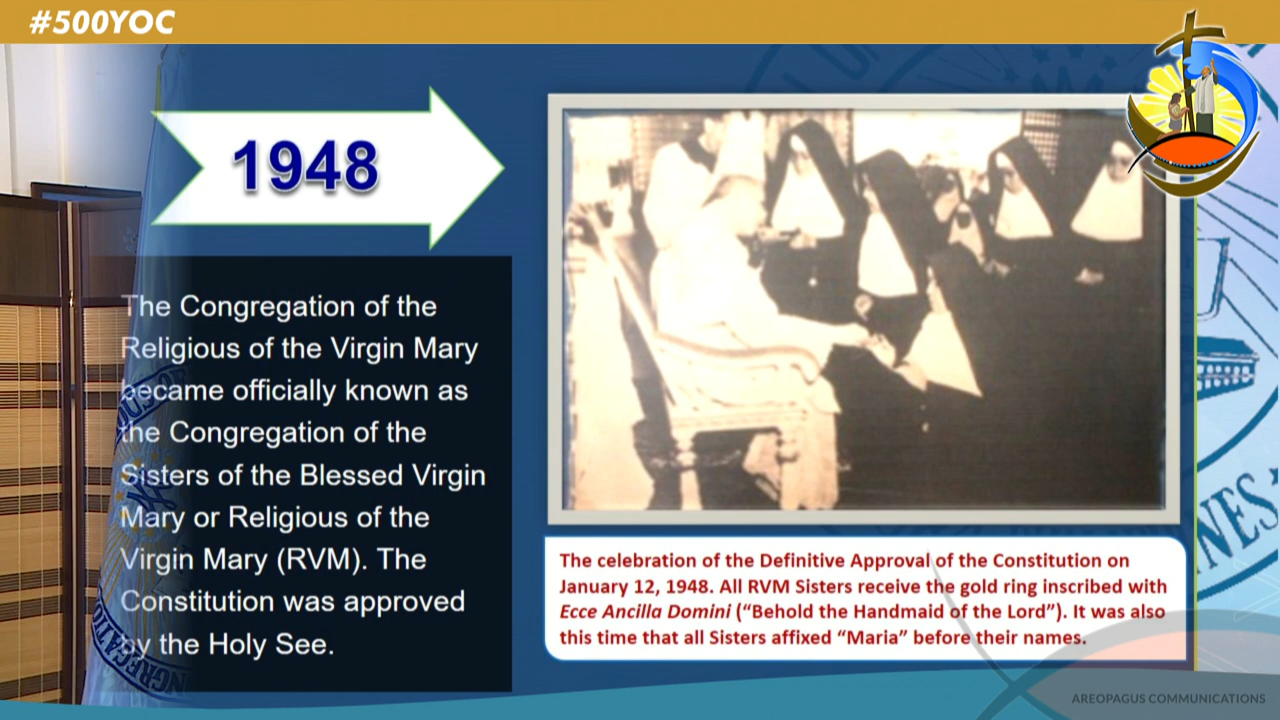 #500YOC
1948
The Congregation of the
Religious of the Virgin Mary
became officially known as
the Congregation of the
Sisters of the Blessed Virgin
Mary or Religious of the
Virgin Mary (RVM). The
Constitution was approved
by the Holy See.
The celebration of the Definitive Approval of the Constitution on
January 12, 1948. All RVM Sisters receive the gold ring inscribed with
Ecce Ancilla Domini (“Behold the Handmaid of the Lord”). It was also
this time that all Sisters affixed “Maria” before their names.
AREOPAGUS COMMUNICATIONS